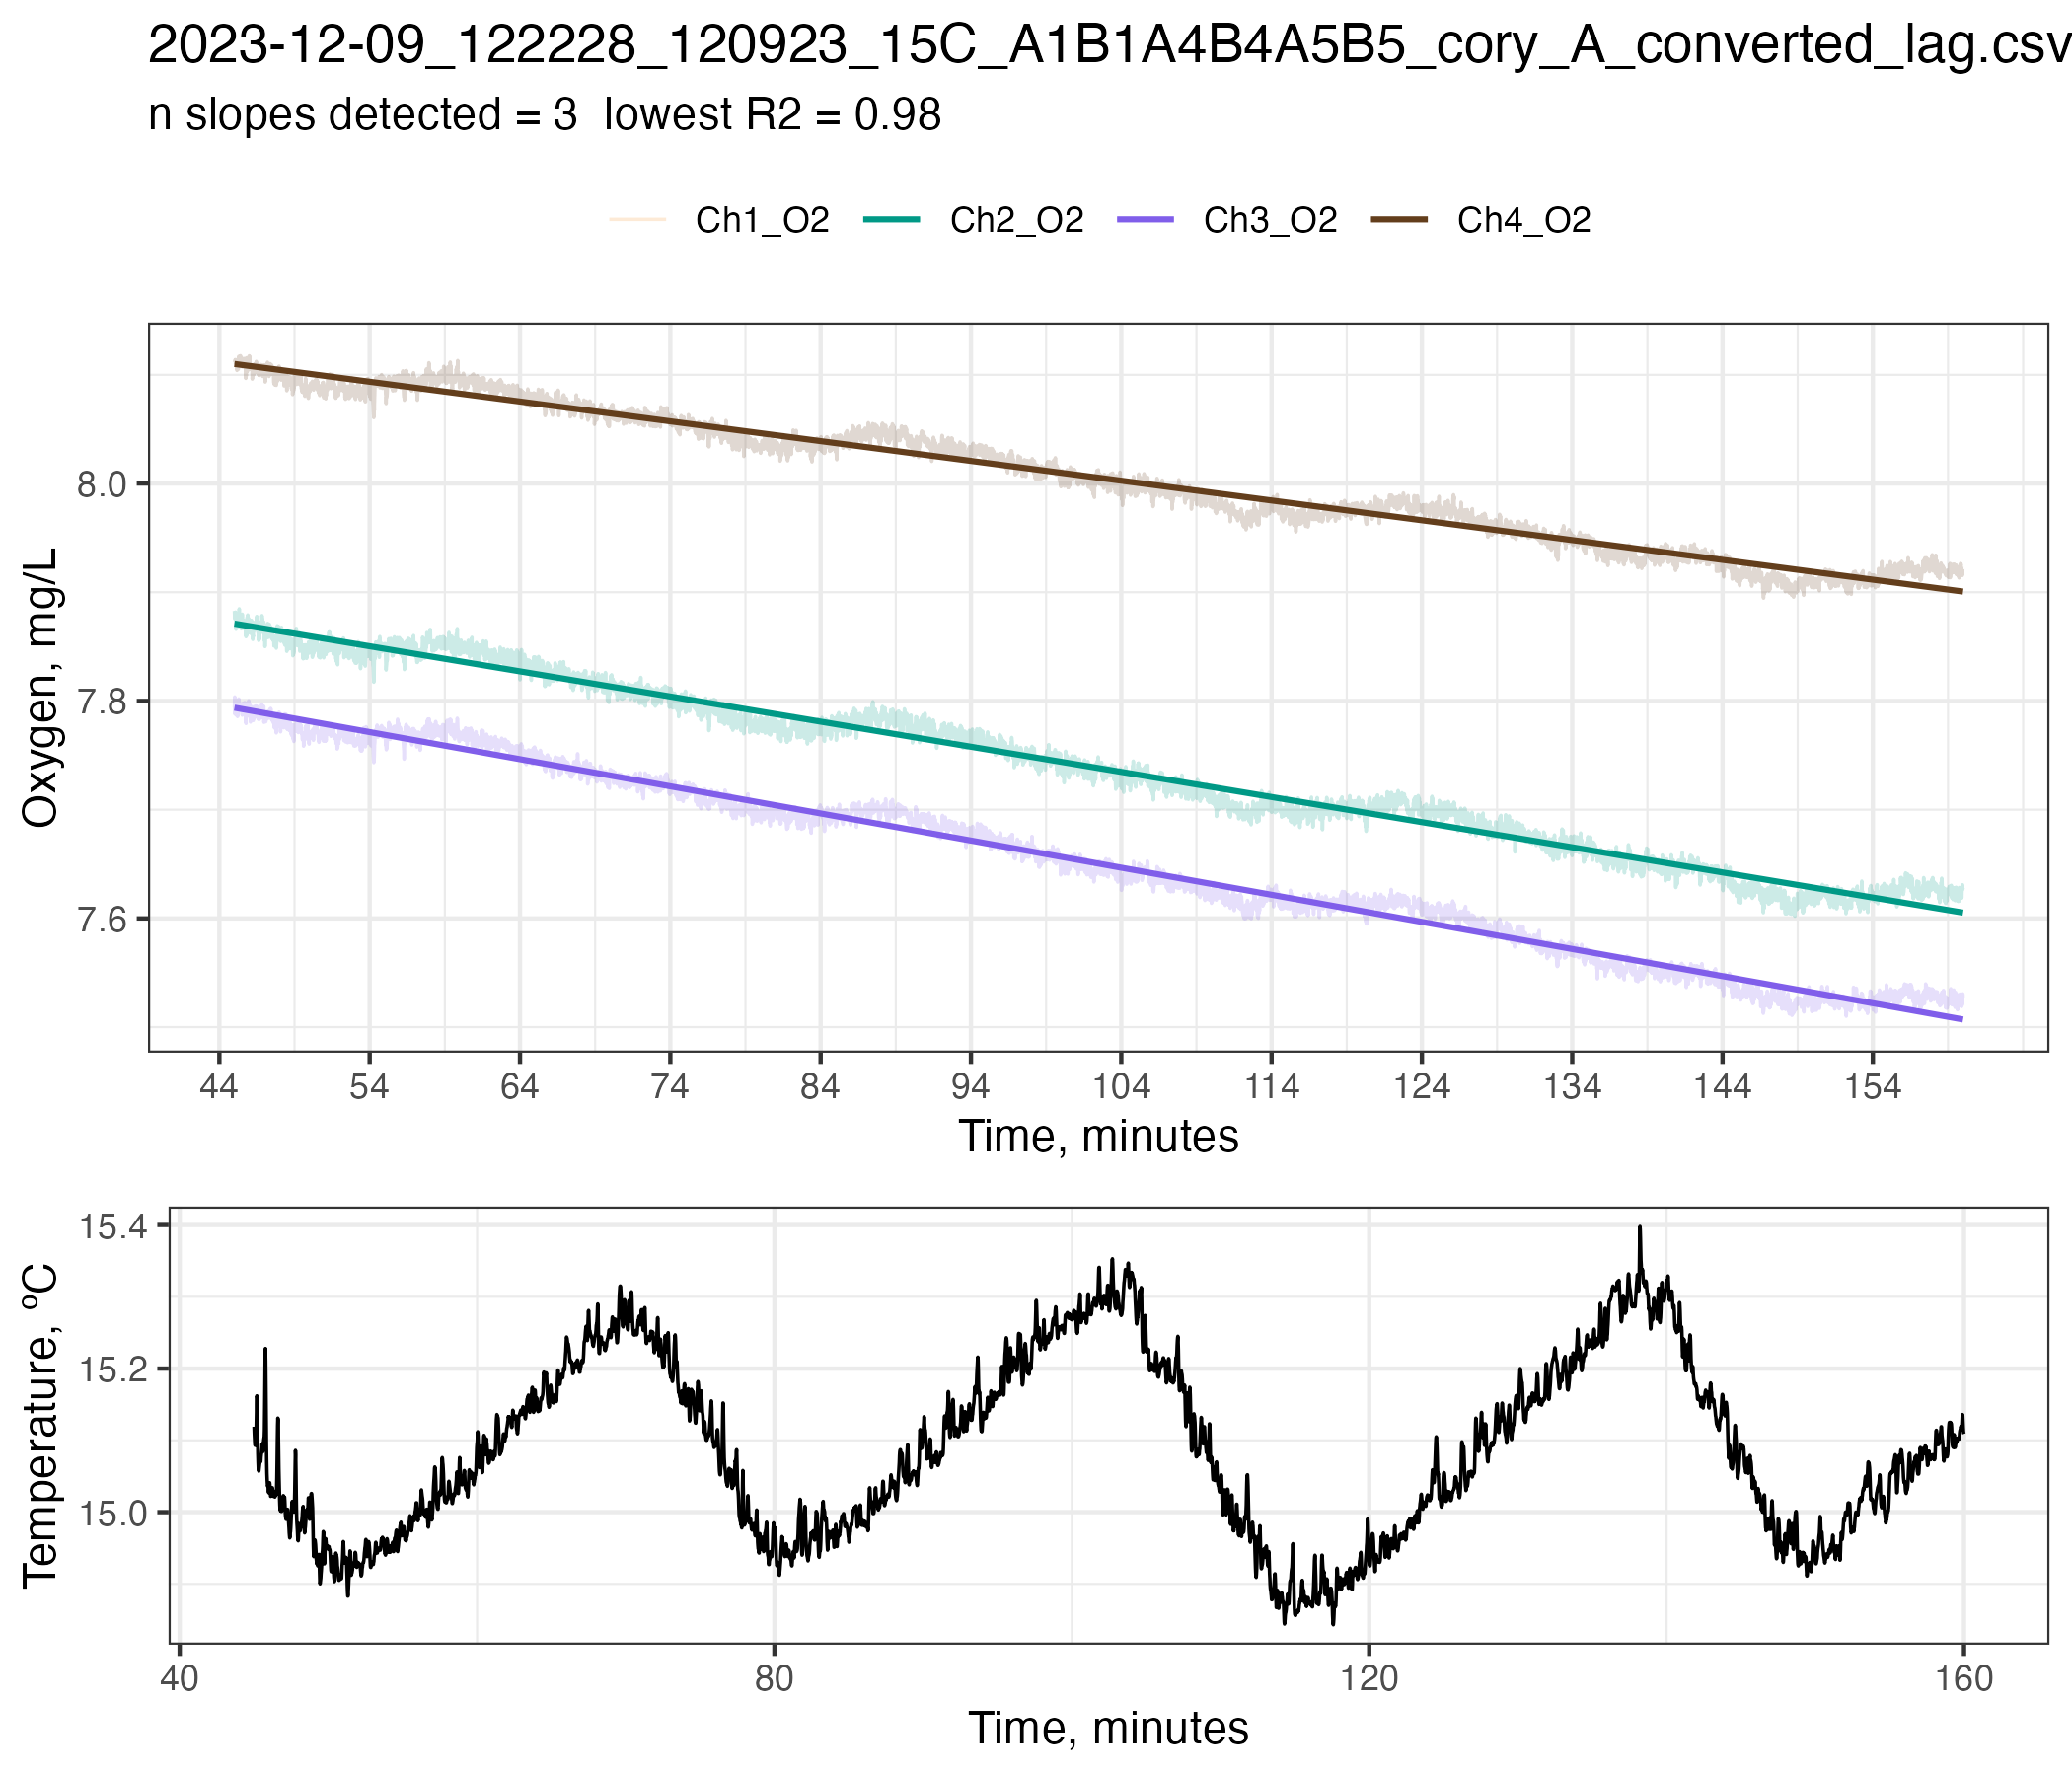 2023-12-09_122228_120923_15C_A1B1A4B4A5B5_cory_A_converted_lag.csv
n slopes detected = 3  lowest R2 = 0.98
Ch1_O2 Ch2_O2 Ch3_O2 Ch4_O2
Oxygen, mg/L
8.0
7.8
7.6
44 54 64 74 84 94 104 114 124 134 144 154
Time, minutes
Temperature, ºC
15.4
15.2
15.0
40 80 120 160
Time, minutes